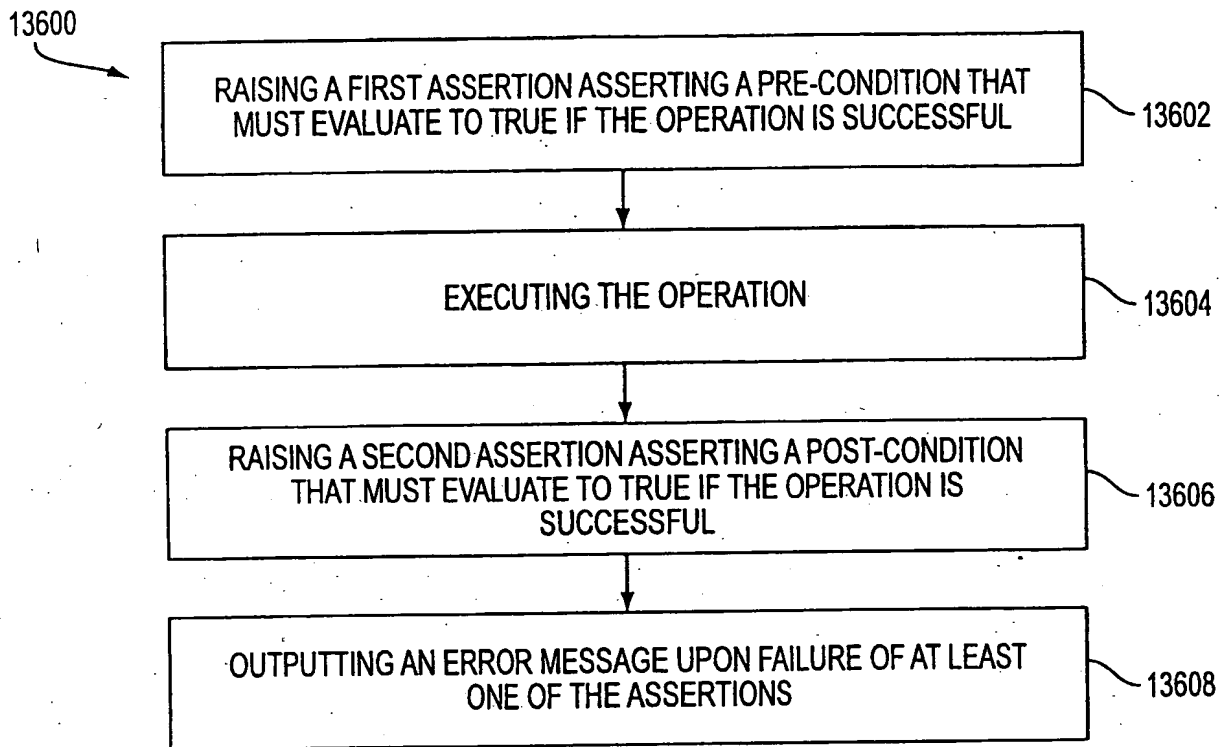 13600
RAISING A FIRST ASSERTION ASSERTING A PRE-CONDITION THAT
MUST EVALUATE TO TRUE IF THE OPERATION IS SUCCESSFUL
13602
EXECUTING THE OPERATION
13604
RAISING A SECOND ASSERTION ASSERTING A POST-CONDITION
THAT MUST EVALUATE TO TRUE IF THE OPERATION IS
SUCCESSFUL
13606
OUTPUTTING AN ERROR MESSAGE UPON FAILURE OF AT LEAST
ONE OF THE ASSERTIONS
13608